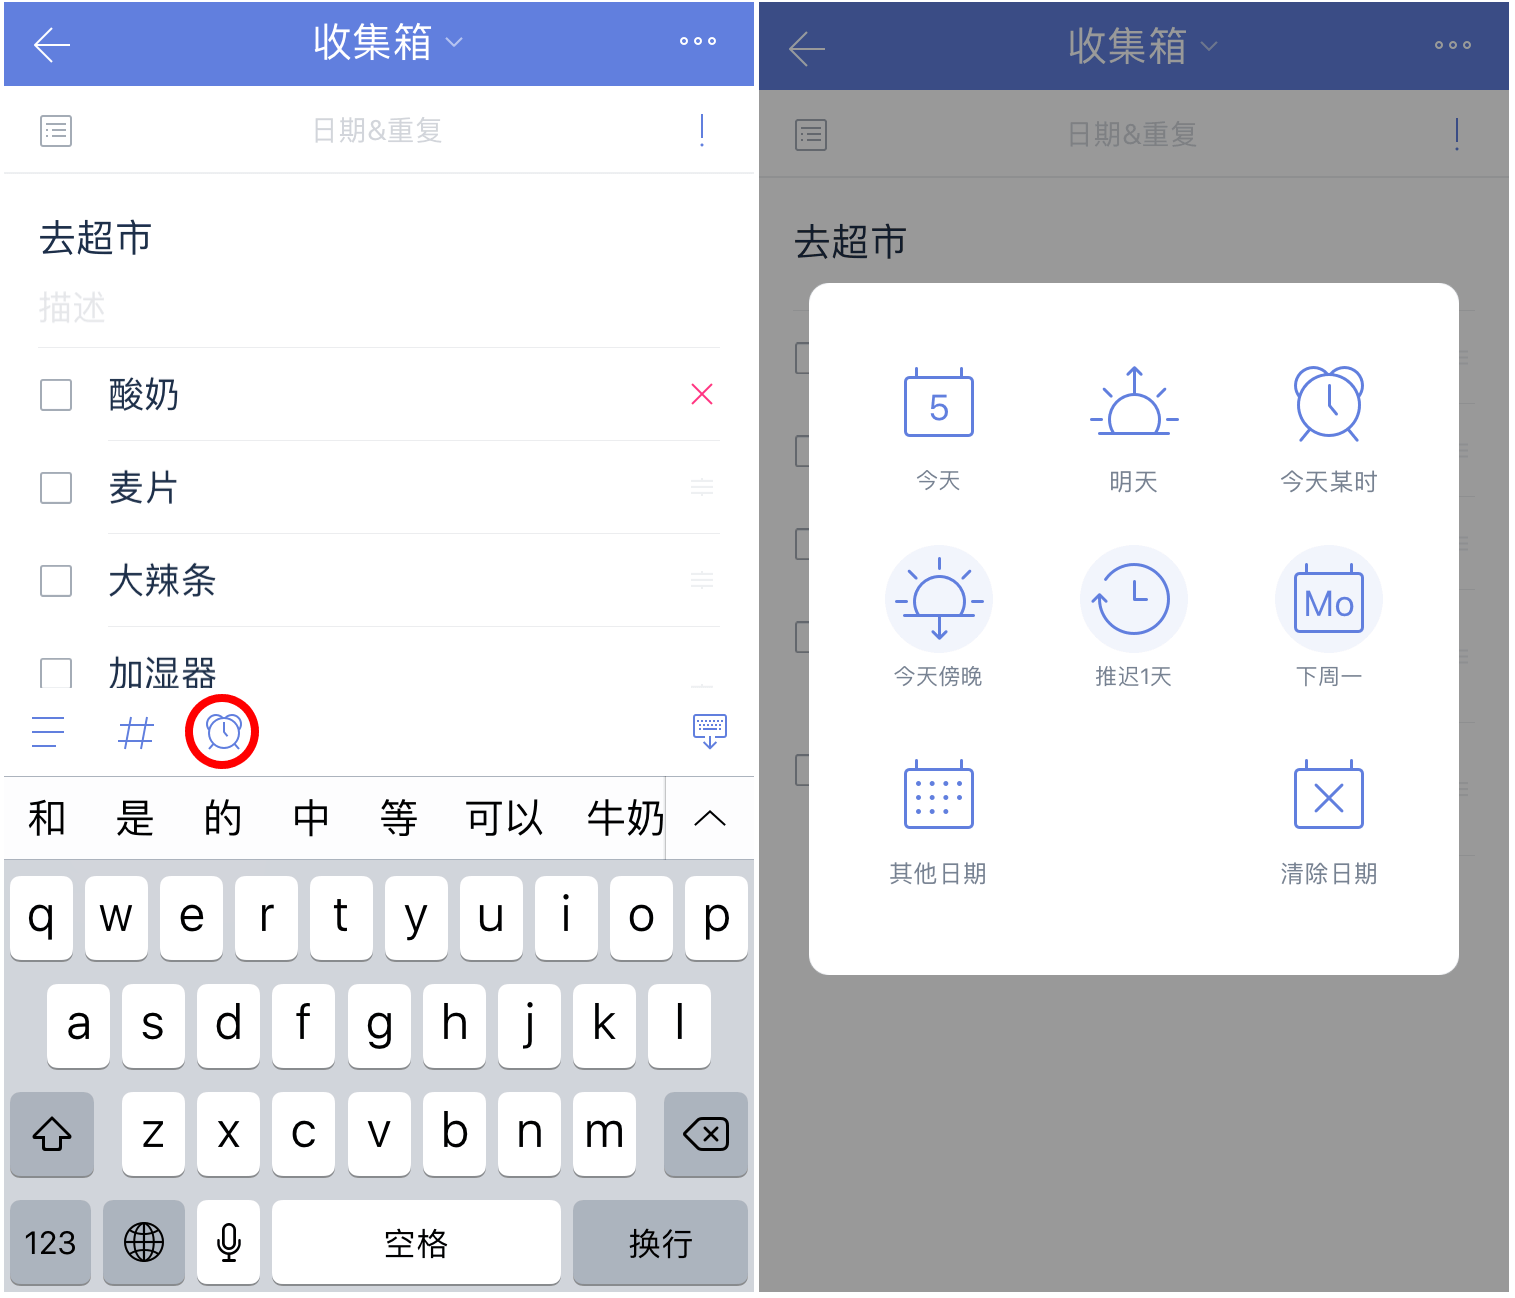 收集箱
日期&重复
去超市
描述
酸奶
麦片
大辣条
加湿器
#
和 是 的 中 等 可以 牛奶
q w e r t y u i o p
a s d f g h j k l
z x c v b n m
123 空格 换行
收集箱
日期&重复
去超市
5
今天 明天 今天某时
Mo
今天傍晚 推迟1天 下周一
其他日期 清除日期